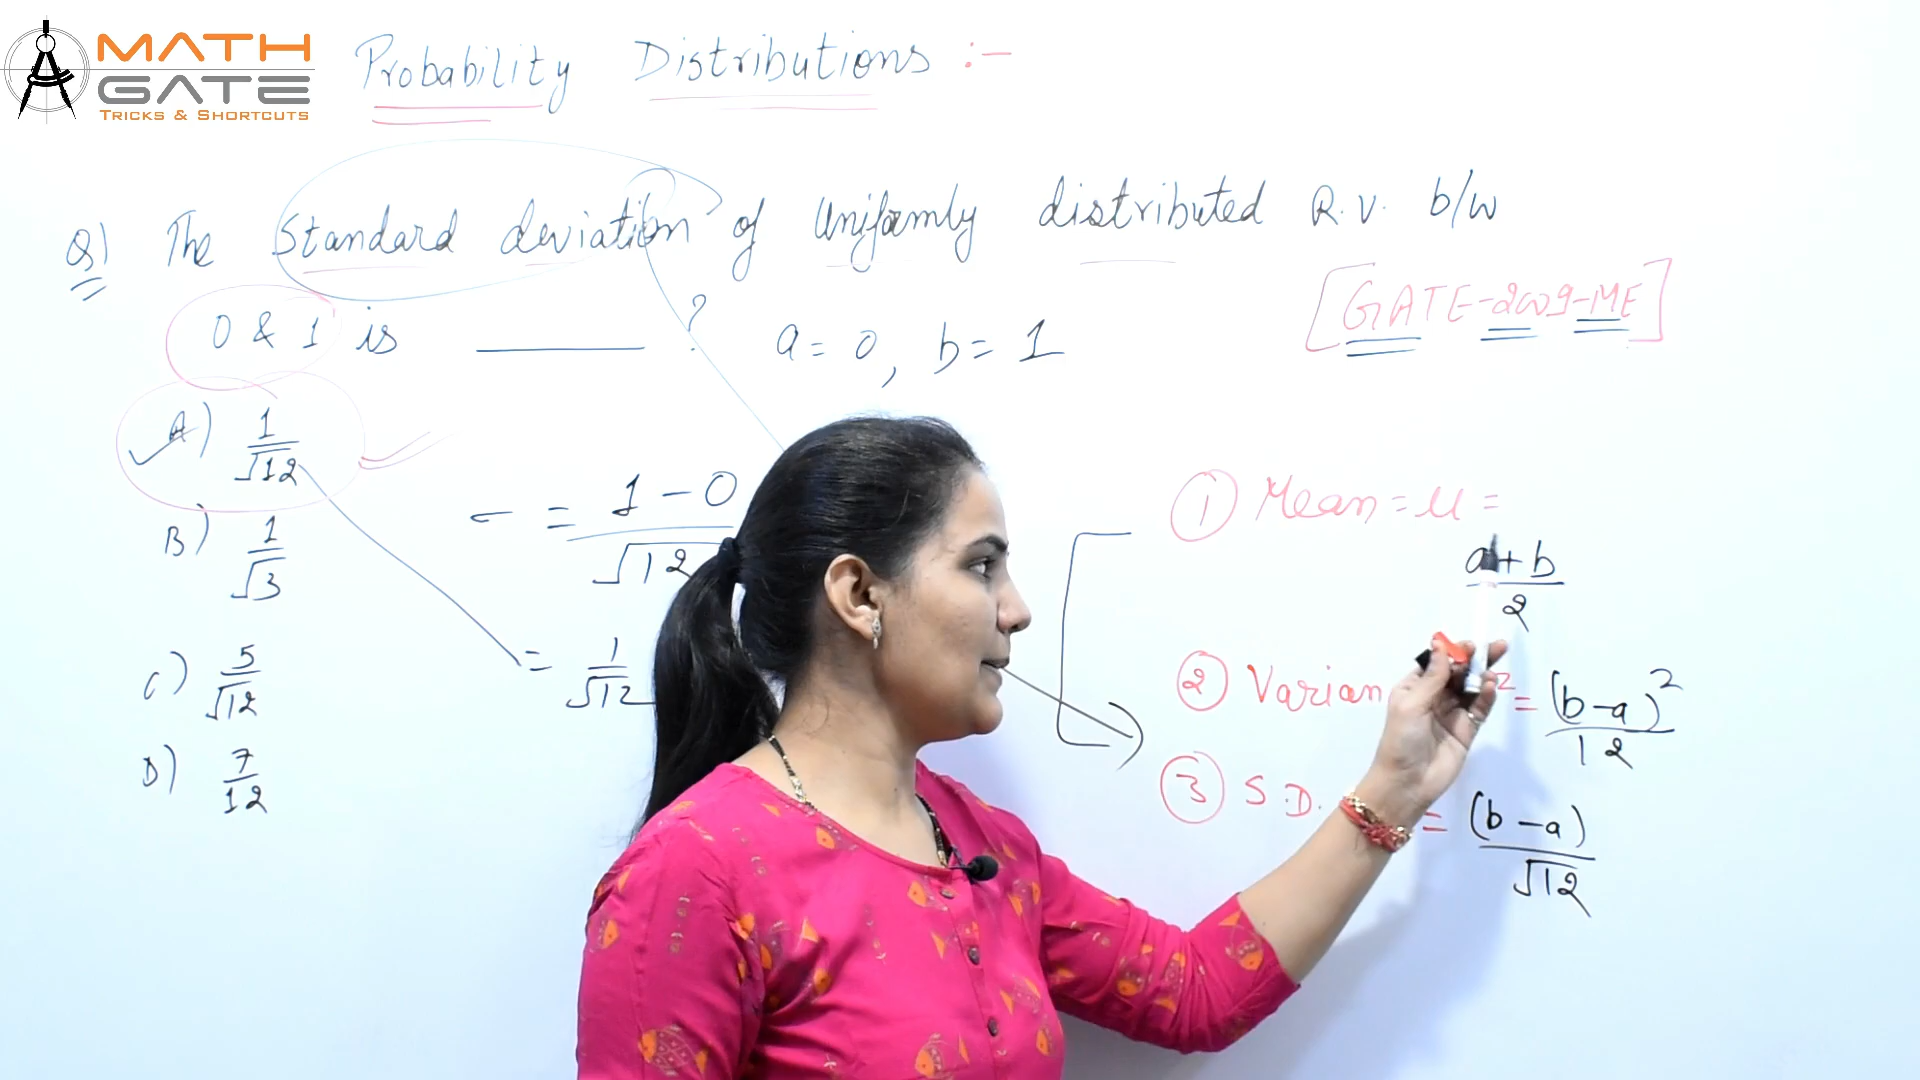 MATH
GATE
TRICKS & SHORTCUTS
Probability Distributions :-
Q) The Standard deviation of Uniformly distributed R.V. b/w
0 & 1 is ______ ? a = 0, b = 1
[GATE-2009-ME]
A) 1/√12
B) 1/√3
C) 5/√12
D) 7/12
= 1 - 0 / √12
= 1/√12
① Mean = μ =
a + b / 2
② Varian 2 = (b - a)² / 12
③ S.D. = (b - a) / √12